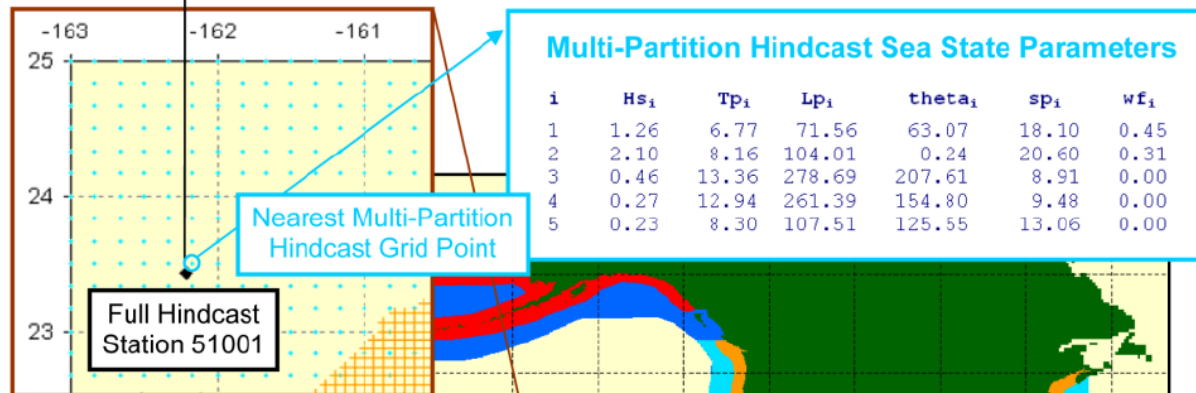 -163 -162 -161
25
24
23
Nearest Multi-Partition
Hindcast Grid Point
Full Hindcast
Station 51001
Multi-Partition Hindcast Sea State Parameters
i Hsᵢ Tpᵢ Lpᵢ thetaᵢ spᵢ wfᵢ
1 1.26 6.77 71.56 63.07 18.10 0.45
2 2.10 8.16 104.01 0.24 20.60 0.31
3 0.46 13.36 278.69 207.61 8.91 0.00
4 0.27 12.94 261.39 154.80 9.48 0.00
5 0.23 8.30 107.51 125.55 13.06 0.00